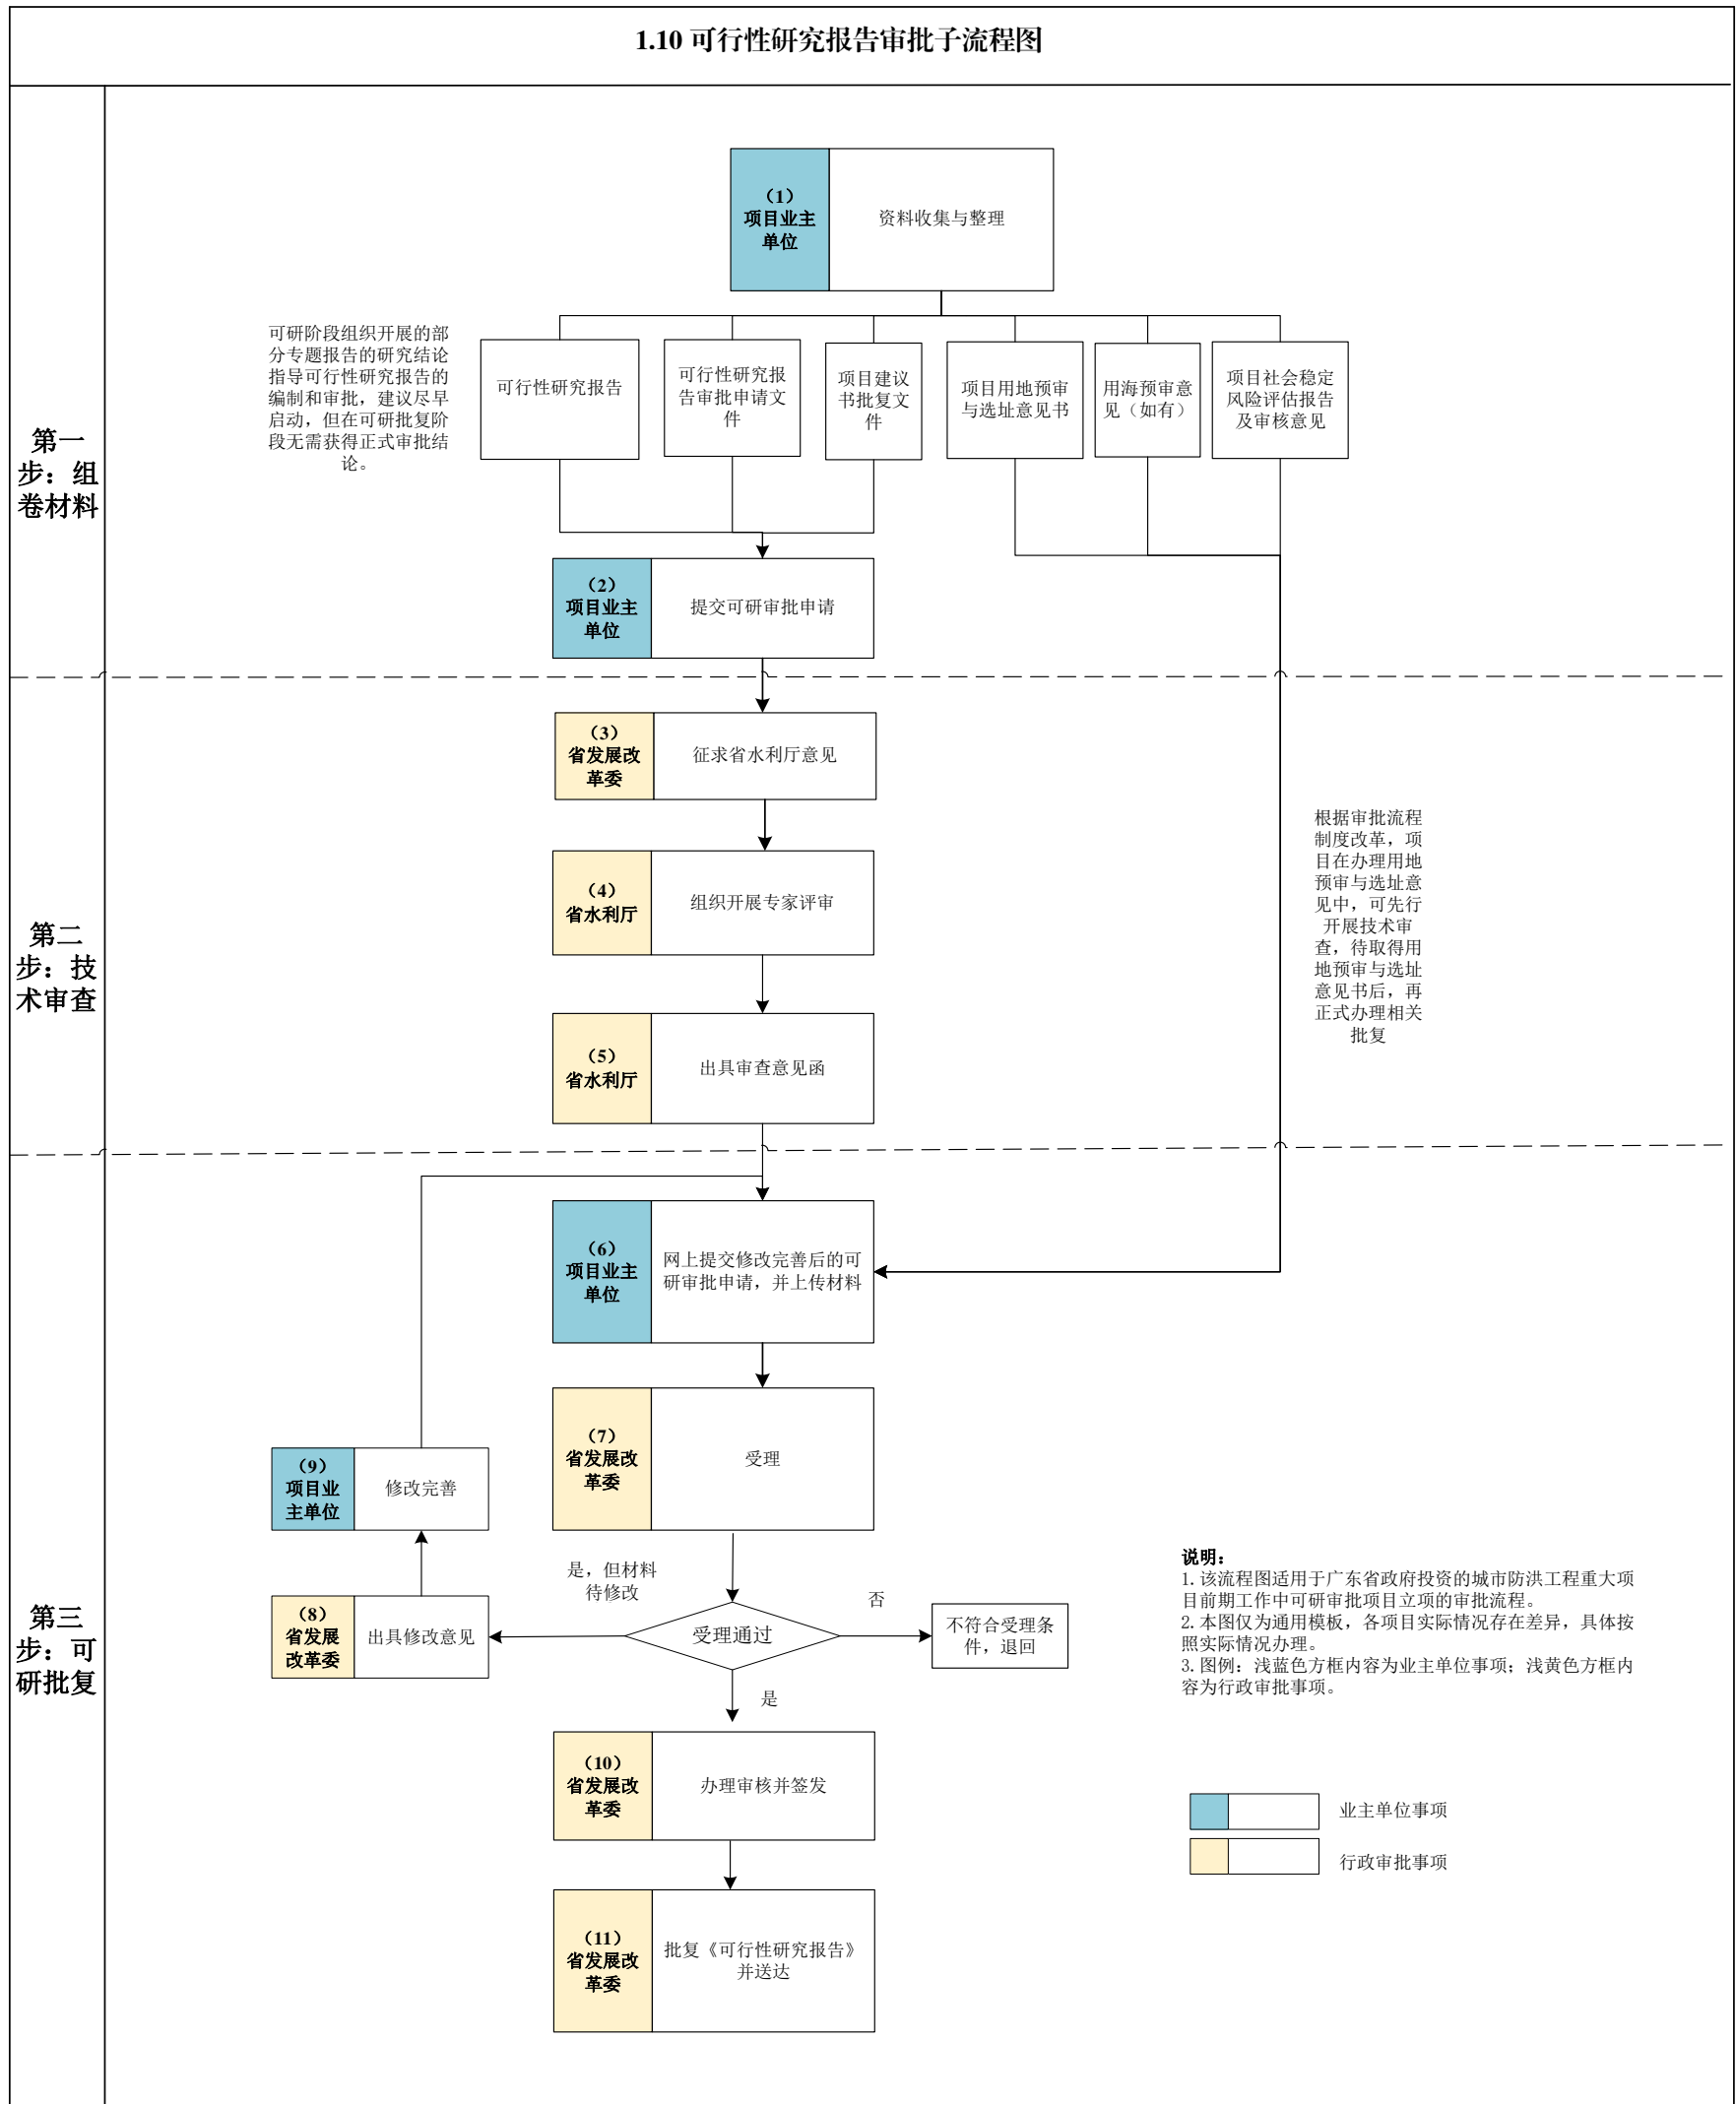 1.10 可行性研究报告审批子流程图
第一
步：组
卷材料
（1）
项目业主
单位
资料收集与整理
可研阶段组织开展的部
分专题报告的研究结论
指导可行性研究报告的
编制和审批，建议尽早
启动，但在可研批复阶
段无需获得正式审批结
论。
可行性研究报告
可行性研究报
告审批申请文
件
项目建议
书批复文
件
项目用地预审
与选址意见书
用海预审意
见（如有）
项目社会稳定
风险评估报告
及审核意见
（2）
项目业主
单位
提交可研审批申请
第二
步：技
术审查
（3）
省发展改
革委
征求省水利厅意见
（4）
省水利厅
组织开展专家评审
（5）
省水利厅
出具审查意见函
根据审批流程
制度改革，项
目在办理用地
预审与选址意
见中，可先行
开展技术审
查，待取得用
地预审与选址
意见书后，再
正式办理相关
批复
第三
步：可
研批复
（6）
项目业主
单位
网上提交修改完善后的可
研审批申请，并上传材料
（7）
省发展改
革委
受理
（9）
项目业
主单位
修改完善
是，但材料
待修改
（8）
省发展
改革委
出具修改意见
受理通过
否
不符合受理条
件，退回
是
（10）
省发展改
革委
办理审核并签发
（11）
省发展改
革委
批复《可行性研究报告》
并送达
说明：
1.该流程图适用于广东省政府投资的城市防洪工程重大项
目前期工作中可研审批项目立项的审批流程。
2.本图仅为通用模板，各项目实际情况存在差异，具体按
照实际情况办理。
3.图例：浅蓝色方框内容为业主单位事项；浅黄色方框内
容为行政审批事项。
业主单位事项
行政审批事项